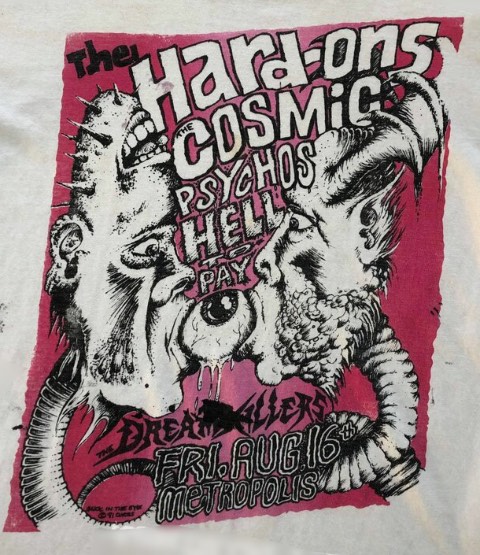 The Hard-ons
THE COSMiC
PSYCHOS
HELL
TO
PAY
THE DREAMKILLERS
FRI. AUG. 16th
METROPOLIS